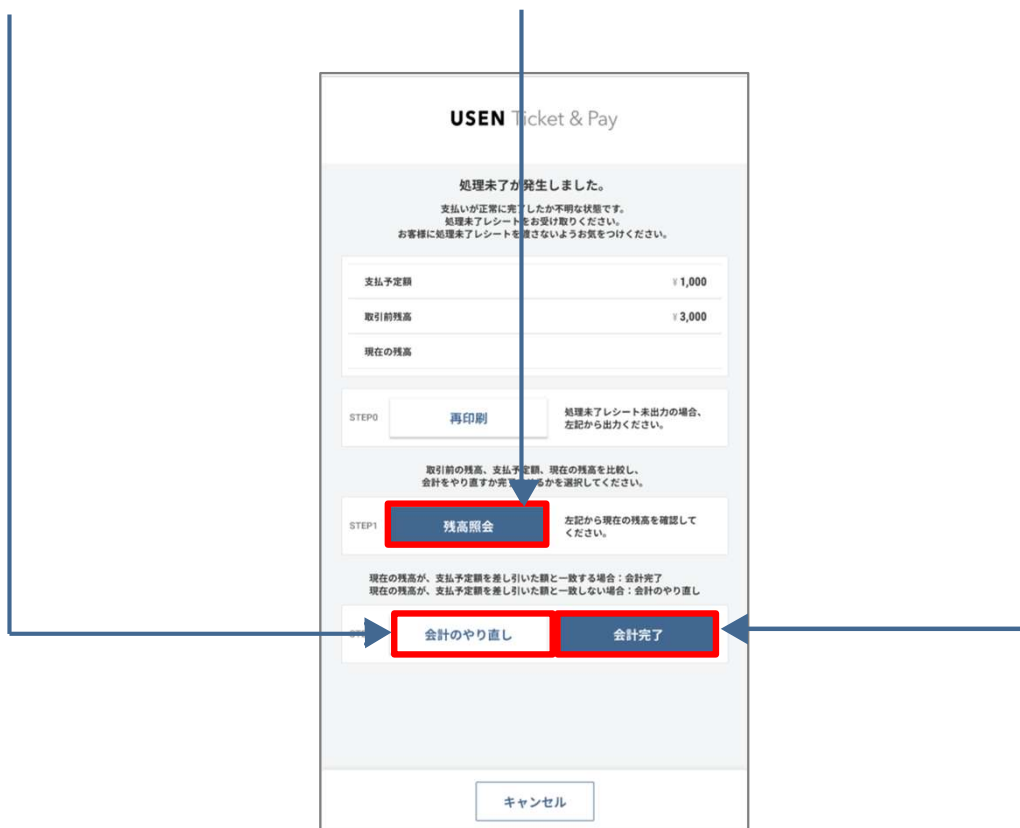 USEN Ticket & Pay
処理未了が発生しました。
支払いが正常に完了したか不明な状態です。
処理未了レシートをお受け取りください。
お客様に処理未了レシートを渡さないようお気をつけください。
支払予定額 ¥ 1,000
取引前残高 ¥ 3,000
現在の残高
STEP0 再印刷 処理未了レシート未出力の場合、
左記から出力ください。
取引前の残高、支払予定額、現在の残高を比較し、
会計をやり直すか完了するかを選択してください。
STEP1 残高照会 左記から現在の残高を確認して
ください。
現在の残高が、支払予定額を差し引いた額と一致する場合：会計完了
現在の残高が、支払予定額を差し引いた額と一致しない場合：会計のやり直し
会計のやり直し 会計完了
キャンセル